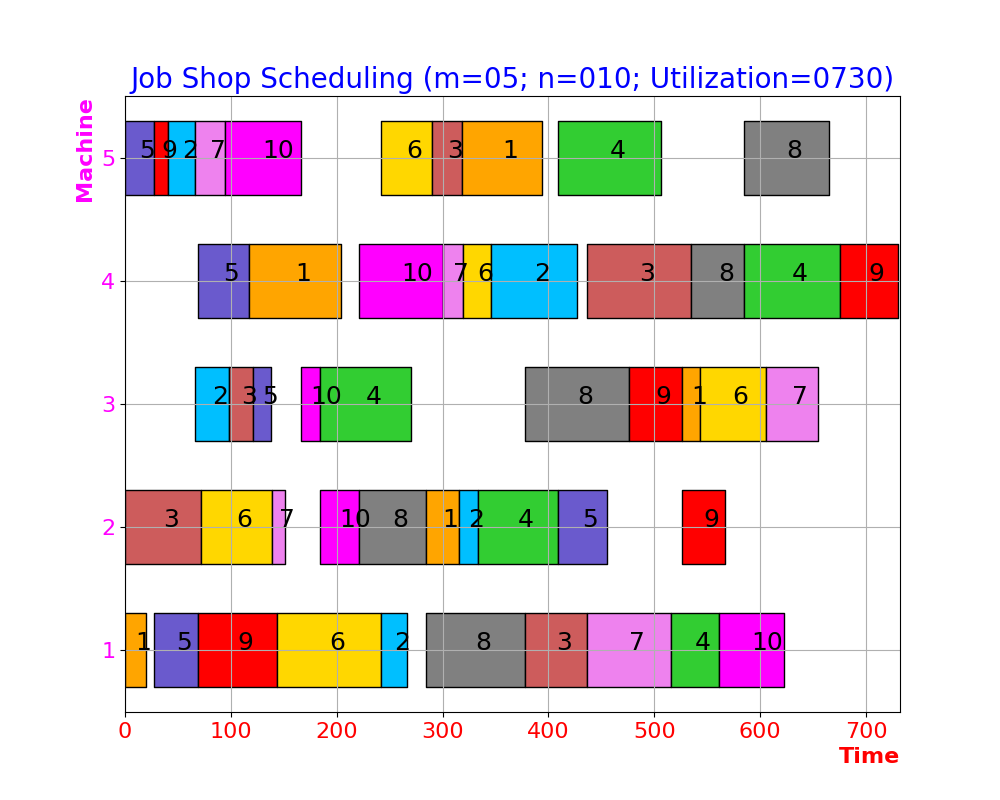 Job Shop Scheduling (m=05; n=010; Utilization=0730)
Machine
5 5 9 2 7 10 6 3 1 4 8
4 5 1 10 7 6 2 3 8 4 9
3 2 3 5 10 4 8 9 1 6 7
2 3 6 7 10 8 1 2 4 5 9
1 1 5 9 6 2 8 3 7 4 10
0 100 200 300 400 500 600 700
Time